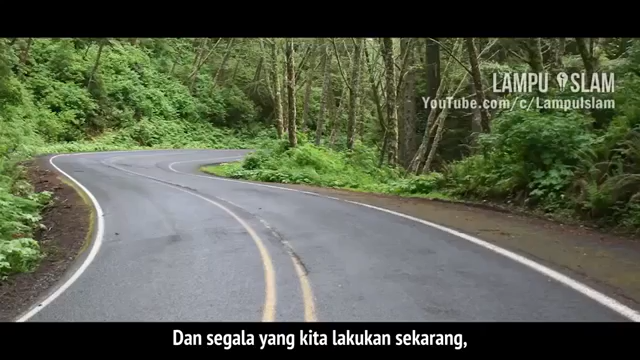 LAMPU ISLAM
YouTube.com/c/LampuIslam
Dan segala yang kita lakukan sekarang,